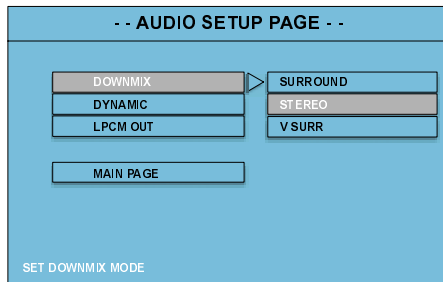 - - AUDIO SETUP PAGE - -
DOWNMIX
SURROUND
DYNAMIC
STEREO
LPCM OUT
V SURR
MAIN PAGE
SET DOWNMIX MODE